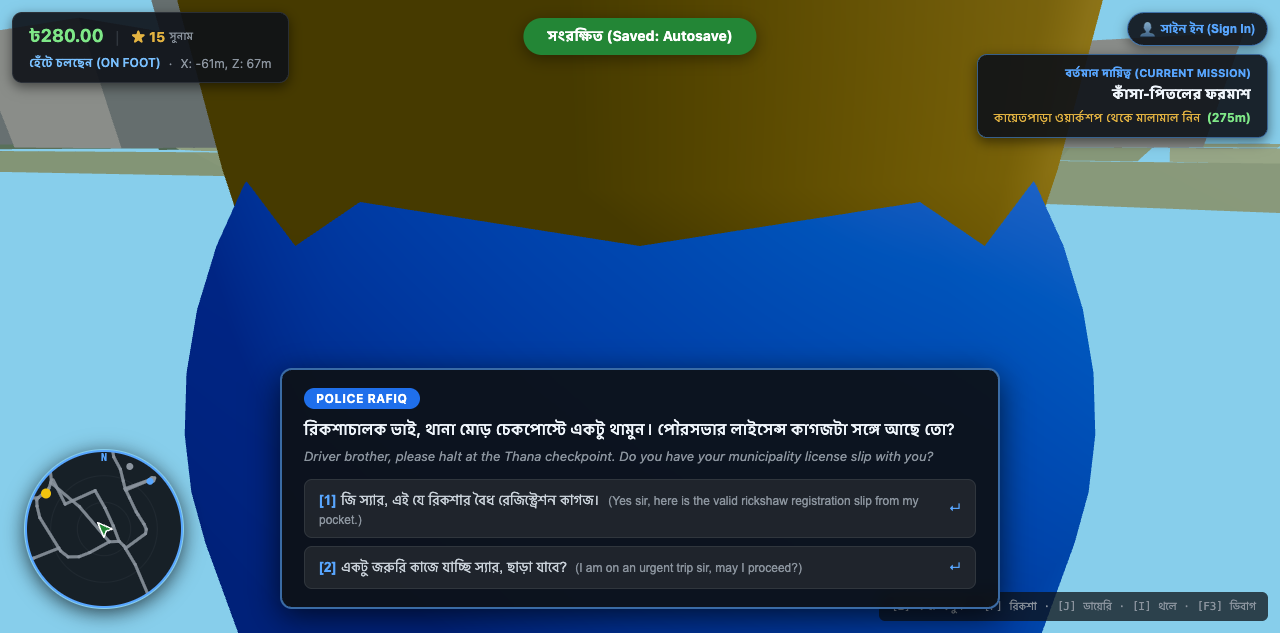 ৳280.00 | ⭐ 15 সুনাম
হেঁটে চলছেন (ON FOOT) · X: -61m, Z: 67m
সংরক্ষিত (Saved: Autosave)
সাইন ইন (Sign In)
বর্তমান দায়িত্ব (CURRENT MISSION)
কাঁসা-পিতলের ফরমাশ
কায়েতপাড়া ওয়ার্কশপ থেকে মালামাল নিন (275m)
N
POLICE RAFIQ
রিকশাচালক ভাই, থানা মোড় চেকপোস্টে একটু থামুন। পৌরসভার লাইসেন্স কাগজটা সঙ্গে আছে তো?
Driver brother, please halt at the Thana checkpoint. Do you have your municipality license slip with you?
[1] জি স্যার, এই যে রিকশার বৈধ রেজিস্ট্রেশন কাগজ। (Yes sir, here is the valid rickshaw registration slip from my
pocket.) ↵
[2] একটু জরুরি কাজে যাচ্ছি স্যার, ছাড়া যাবে? (I am on an urgent trip sir, may I proceed?) ↵
রিকশা · [J] ডায়েরি · [I] থলে · [F3] ডিবাগ